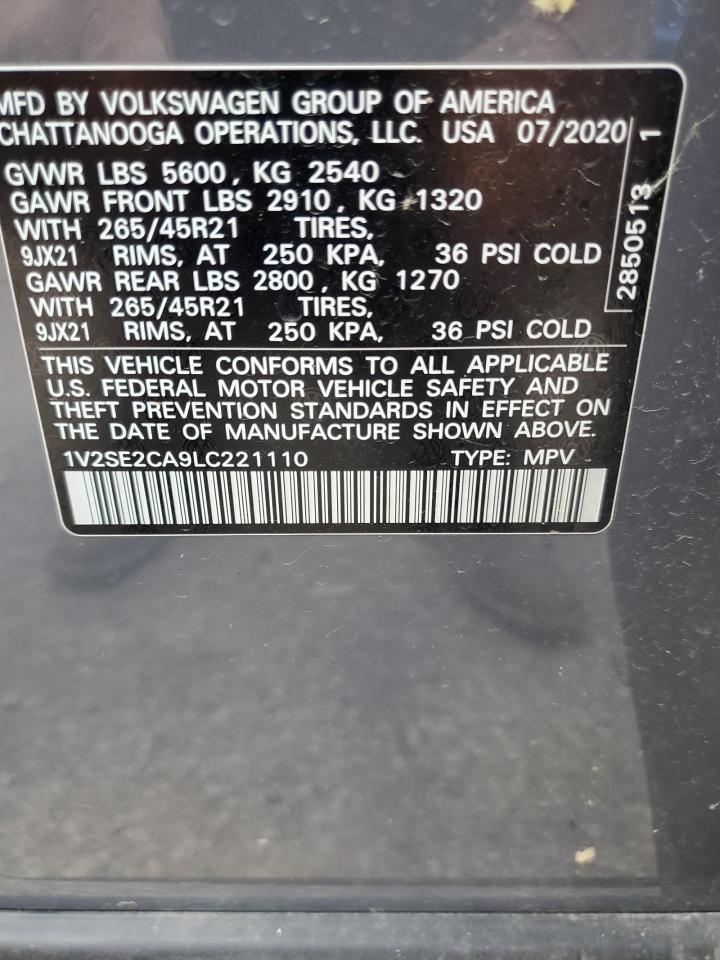 MFD BY VOLKSWAGEN GROUP OF AMERICA
CHATTANOOGA OPERATIONS, LLC. USA 07/2020
GVWR LBS 5600, KG 2540
GAWR FRONT LBS 2910, KG 1320
WITH 265/45R21 TIRES,
9JX21 RIMS, AT 250 KPA, 36 PSI COLD
GAWR REAR LBS 2800, KG 1270
WITH 265/45R21 TIRES,
9JX21 RIMS, AT 250 KPA, 36 PSI COLD
THIS VEHICLE CONFORMS TO ALL APPLICABLE
U.S. FEDERAL MOTOR VEHICLE SAFETY AND
THEFT PREVENTION STANDARDS IN EFFECT ON
THE DATE OF MANUFACTURE SHOWN ABOVE.
1V2SE2CA9LC221110 TYPE: MPV
2850513 1